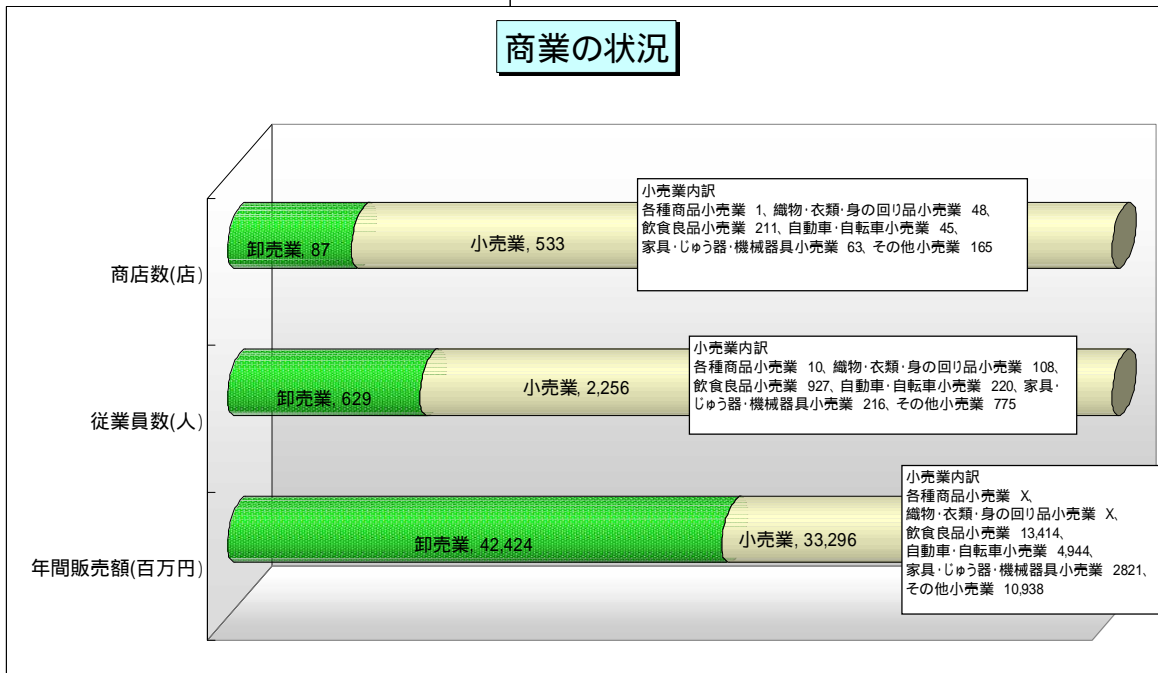 商業の状況
小売業内訳
各種商品小売業 1、織物・衣類・身の回り品小売業 48、
飲食良品小売業 211、自動車・自転車小売業 45、
家具・じゅう器・機械器具小売業 63、その他小売業 165
卸売業, 87
小売業, 533
商店数(店)
小売業内訳
各種商品小売業 10、織物・衣類・身の回り品小売業 108、
飲食良品小売業 927、自動車・自転車小売業 220、家具・
じゅう器・機械器具小売業 216、その他小売業 775
卸売業, 629
小売業, 2,256
従業員数(人)
小売業内訳
各種商品小売業 X、
織物・衣類・身の回り品小売業 X、
飲食良品小売業 13,414、
自動車・自転車小売業 4,944、
家具・じゅう器・機械器具小売業 2821、
その他小売業 10,938
卸売業, 42,424
小売業, 33,296
年間販売額(百万円)